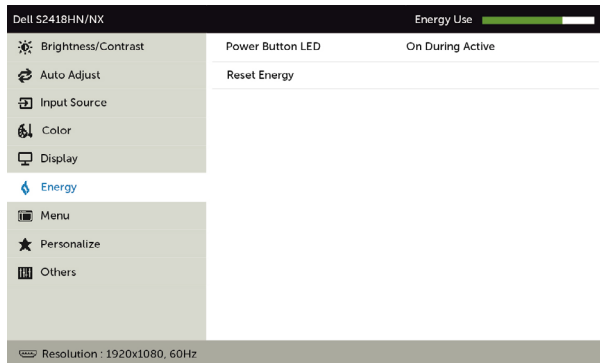 Dell S2418HN/NX
Energy Use
Brightness/Contrast
Power Button LED
On During Active
Auto Adjust
Reset Energy
Input Source
Color
Display
Energy
Menu
Personalize
Others
Resolution : 1920x1080, 60Hz